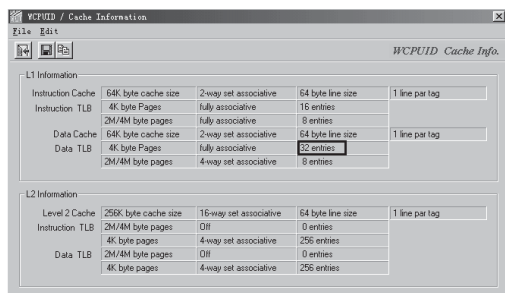 WCPUID / Cache Information
File Edit
WCPUID Cache Info.
L1 Information
Instruction Cache 64K byte cache size 2-way set associative 64 byte line size 1 line par tag
Instruction TLB 4K byte Pages fully associative 16 entries
2M/4M byte pages fully associative 8 entries
Data Cache 64K byte cache size 2-way set associative 64 byte line size 1 line par tag
Data TLB 4K byte Pages fully associative 32 entries
2M/4M byte pages 4-way set associative 8 entries
L2 Information
Level 2 Cache 256K byte cache size 16-way set associative 64 byte line size 1 line par tag
Instruction TLB 2M/4M byte pages Off 0 entries
4K byte pages 4-way set associative 256 entries
Data TLB 2M/4M byte pages Off 0 entries
4K byte pages 4-way set associative 256 entries